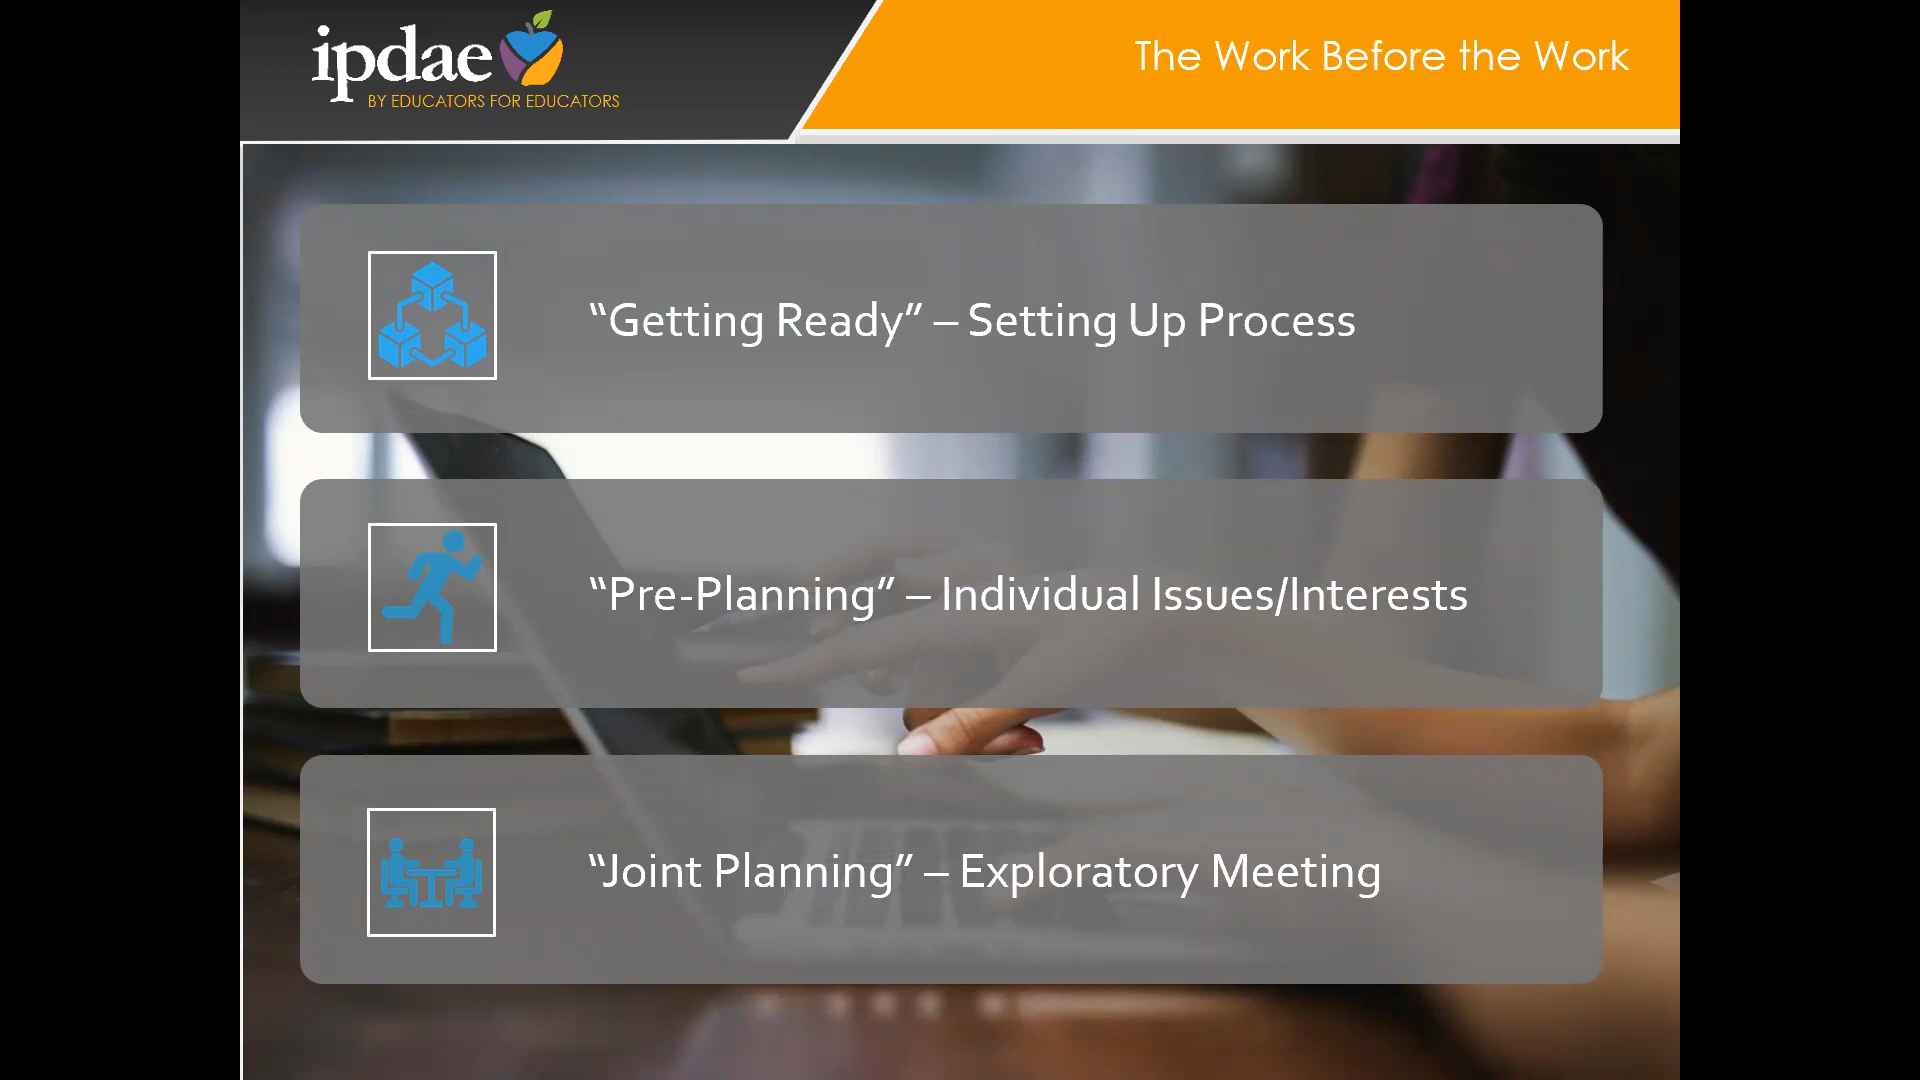 ipdae
BY EDUCATORS FOR EDUCATORS
The Work Before the Work
“Getting Ready” – Setting Up Process
“Pre-Planning” – Individual Issues/Interests
“Joint Planning” – Exploratory Meeting